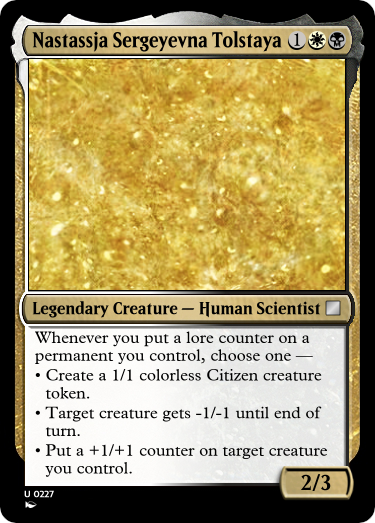 Nastassja Sergeyevna Tolstaya 1
Legendary Creature — Human Scientist
Whenever you put a lore counter on a
permanent you control, choose one —
• Create a 1/1 colorless Citizen creature
token.
• Target creature gets -1/-1 until end of
turn.
• Put a +1/+1 counter on target creature
you control.
2/3
U 0227